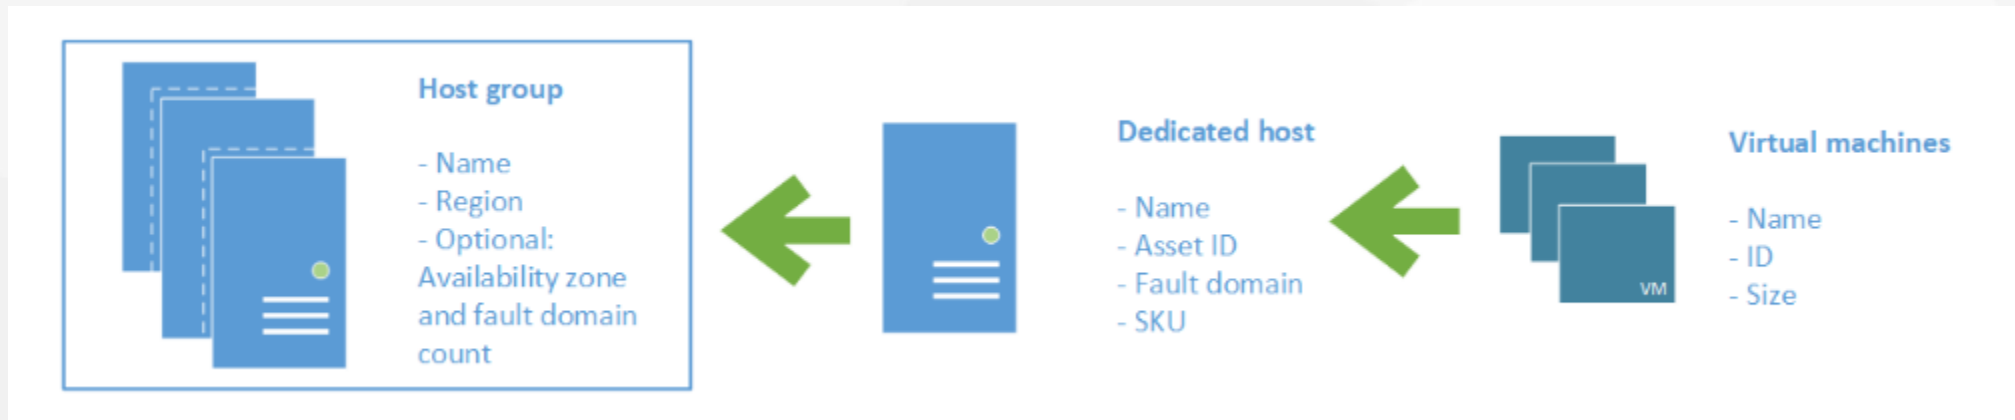 Host group
- Name
- Region
- Optional:
Availability zone
and fault domain
count
Dedicated host
- Name
- Asset ID
- Fault domain
- SKU
VM
Virtual machines
- Name
- ID
- Size